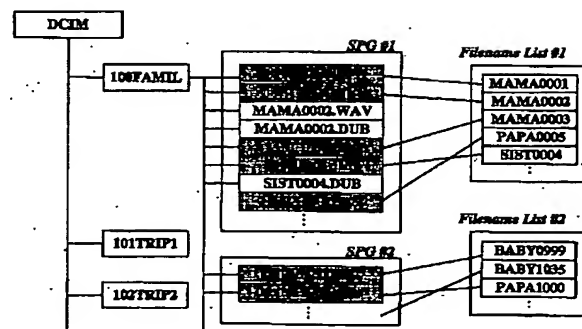 DCIM
SPG #1
Filename List #1
100FAMIL
MAMA0001
MAMA0002
MAMA0002.WAV
MAMA0002.DUB
MAMA0003
PAPA0005
SIST0004
SIST0004.DUB
Filename List #2
101TRIP1
SPG #2
BABY0999
BABY1035
102TRIP2
PAPA1000